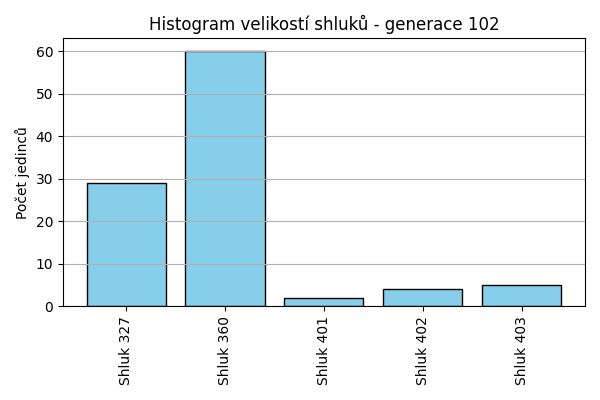 Histogram velikostí shluků - generace 102
Počet jedinců
60
50
40
30
20
10
0
Shluk 327
Shluk 360
Shluk 401
Shluk 402
Shluk 403